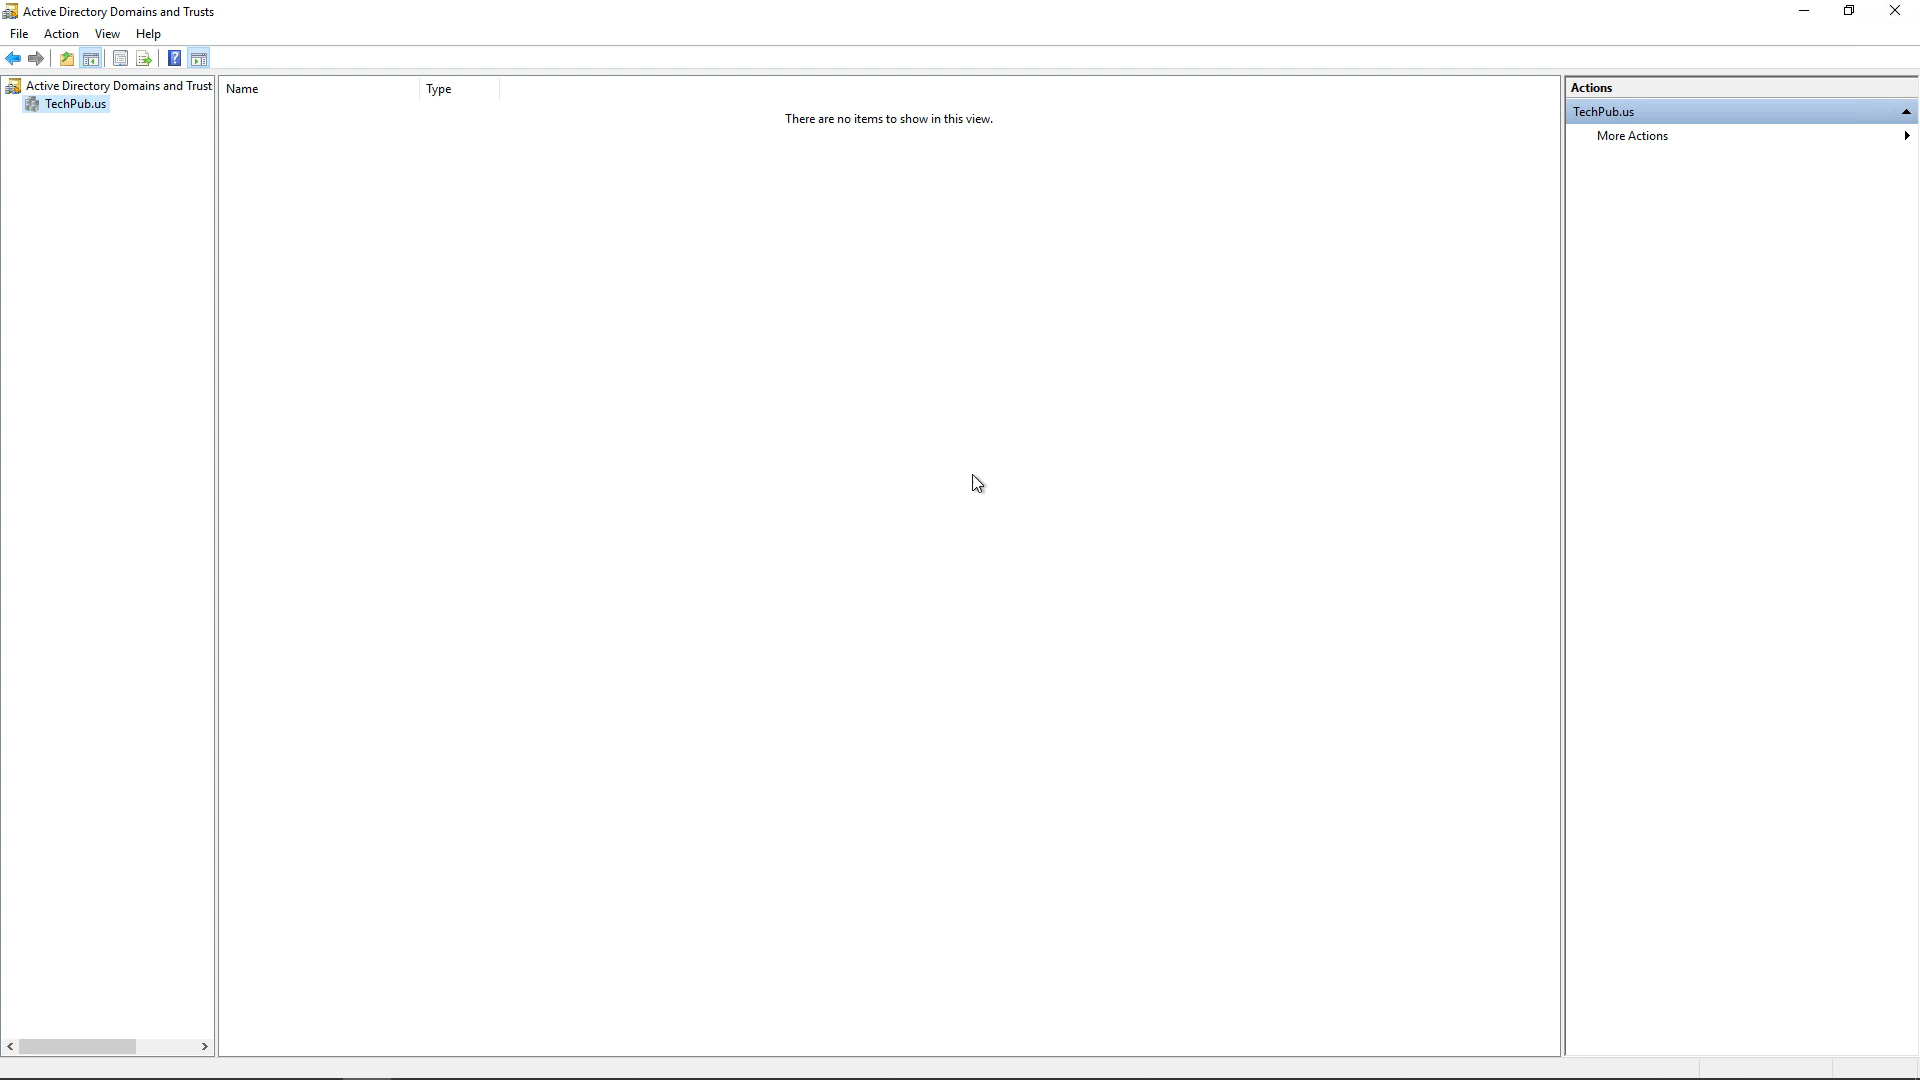 Active Directory Domains and Trusts
File Action View Help
Active Directory Domains and Trust
TechPub.us
Name Type
There are no items to show in this view.
Actions
TechPub.us
More Actions